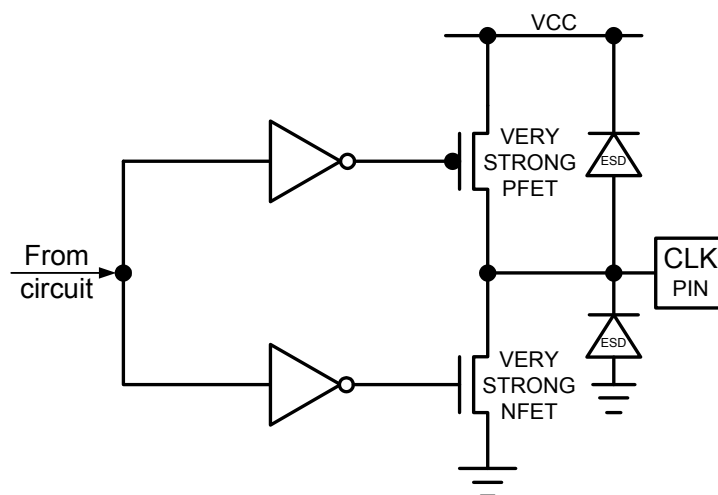 VCC
VERY
STRONG
PFET
ESD
From
circuit
CLK
PIN
ESD
VERY
STRONG
NFET